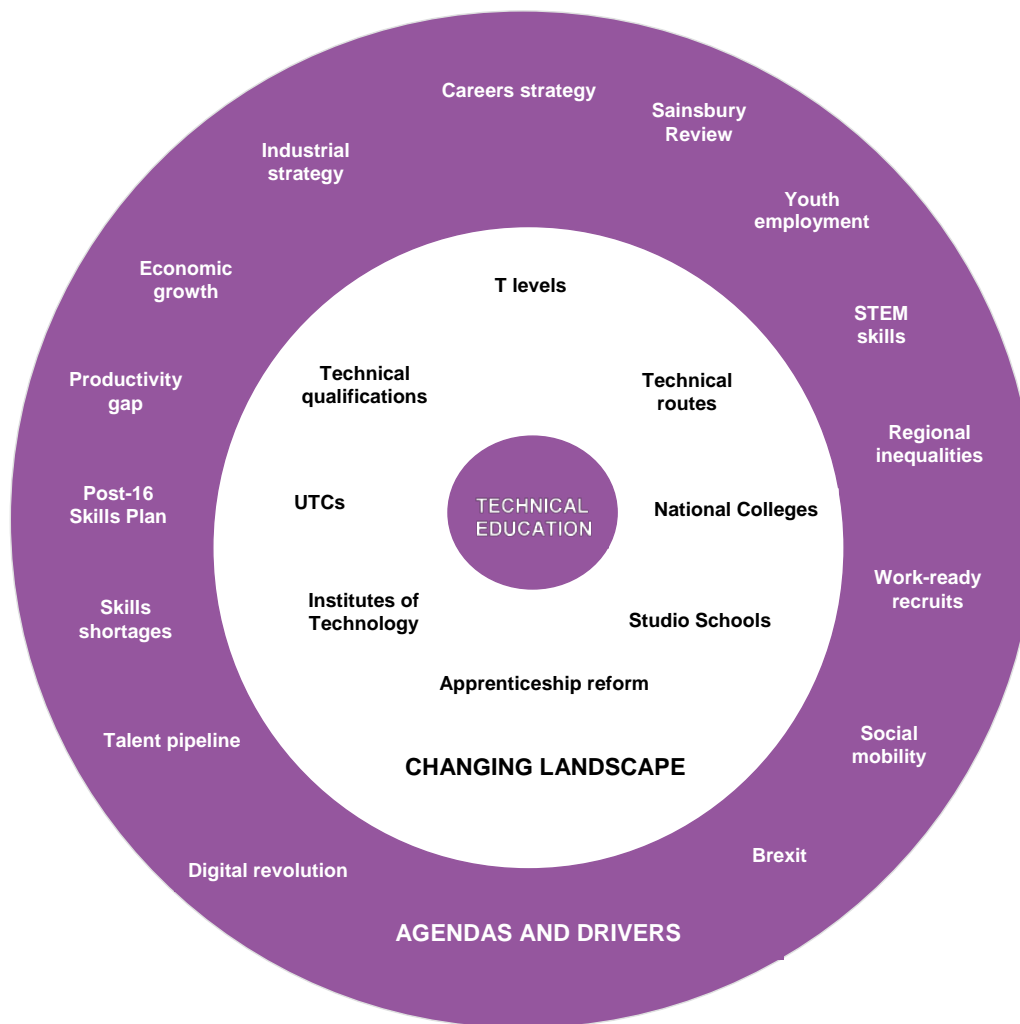 Careers strategy
Sainsbury
Review
Industrial
strategy
Youth
employment
Economic
growth
T levels
STEM
skills
Technical
qualifications
Technical
routes
Productivity
gap
Regional
inequalities
Post-16
Skills Plan
UTCs
TECHNICAL
EDUCATION
National Colleges
Work-ready
recruits
Institutes of
Technology
Skills
shortages
Studio Schools
Apprenticeship reform
Talent pipeline
Social
mobility
CHANGING LANDSCAPE
Brexit
Digital revolution
AGENDAS AND DRIVERS